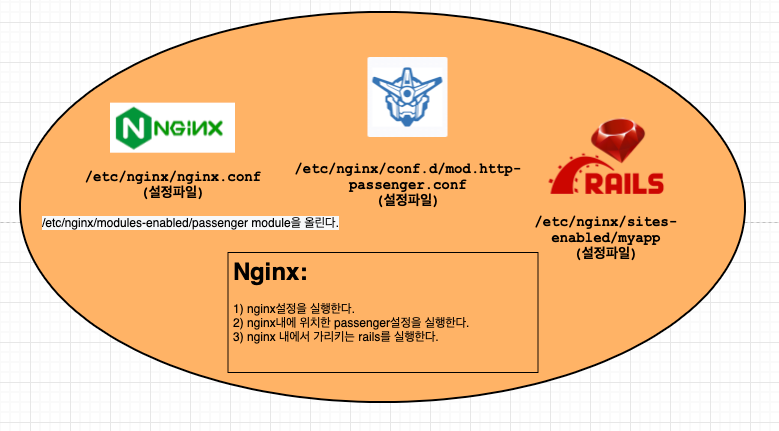 NGiNX
/etc/nginx/nginx.conf
(설정파일)
/etc/nginx/modules-enabled/passenger module을 올린다.
/etc/nginx/conf.d/mod.http-
passenger.conf
(설정파일)
RAILS
/etc/nginx/sites-
enabled/myapp
(설정파일)
Nginx:
1) nginx설정을 실행한다.
2) nginx내에 위치한 passenger설정을 실행한다.
3) nginx 내에서 가리키는 rails를 실행한다.